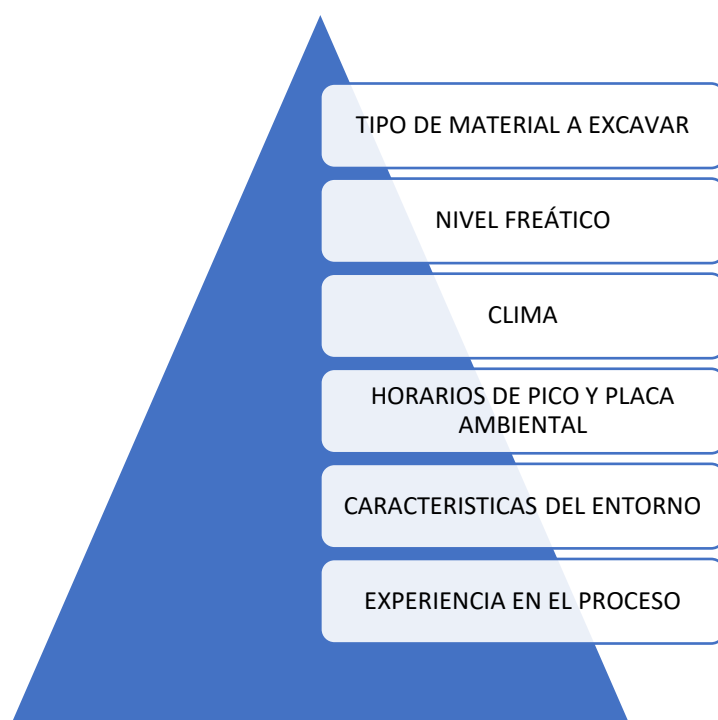 TIPO DE MATERIAL A EXCAVAR
NIVEL FREÁTICO
CLIMA
HORARIOS DE PICO Y PLACA
AMBIENTAL
CARACTERISTICAS DEL ENTORNO
EXPERIENCIA EN EL PROCESO